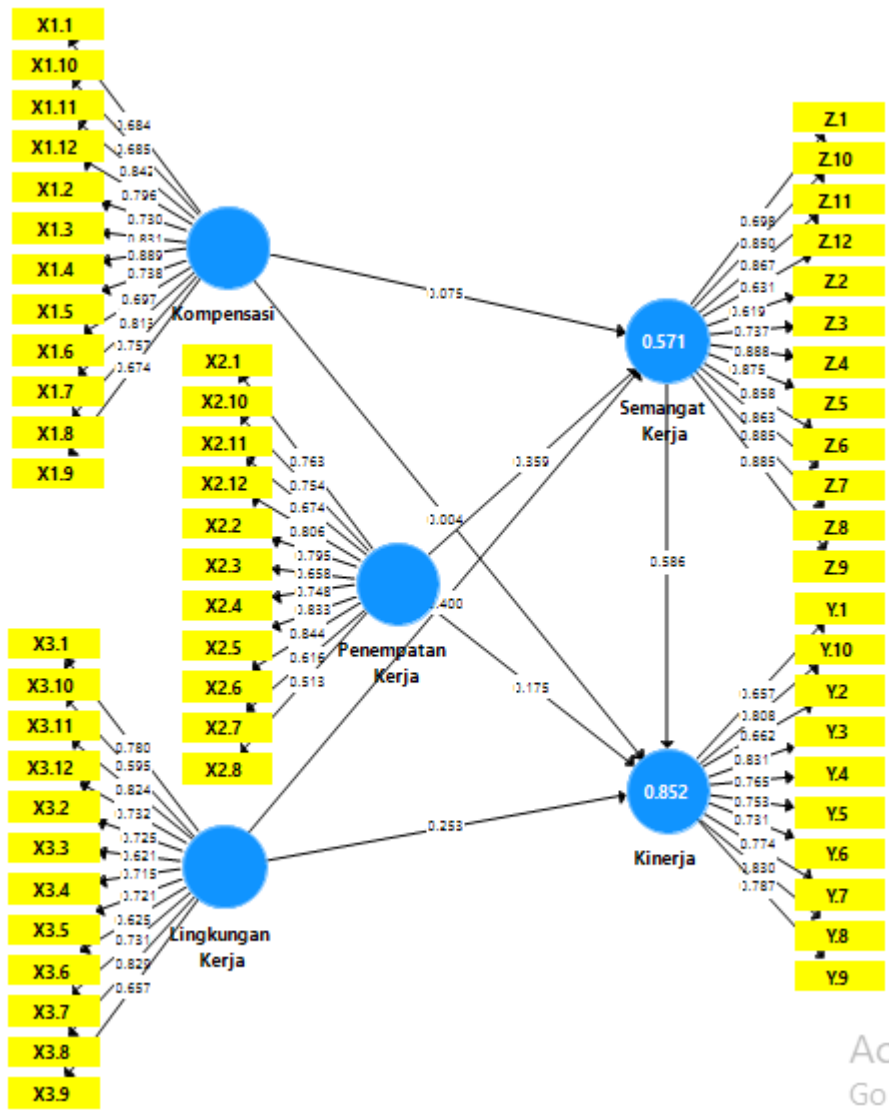 X1.1
X1.10
X1.11
X1.12
X1.2
X1.3
X1.4
X1.5
X1.6
X1.7
X1.8
X1.9
0.684
0.685
0.842
0.796
0.730
0.831
0.889
0.738
0.697
0.813
0.757
0.674
Kompensasi
0.075
0.004
X2.1
X2.10
X2.11
X2.12
X2.2
X2.3
X2.4
X2.5
X2.6
X2.7
X2.8
0.763
0.754
0.674
0.806
0.795
0.658
0.748
0.833
0.844
0.616
0.513
Penempatan
Kerja
0.359
0.400
0.175
X3.1
X3.10
X3.11
X3.12
X3.2
X3.3
X3.4
X3.5
X3.6
X3.7
X3.8
X3.9
0.780
0.595
0.824
0.732
0.725
0.621
0.715
0.721
0.625
0.731
0.829
0.657
Lingkungan
Kerja
0.253
0.571
Semangat
Kerja
0.586
0.698
0.850
0.867
0.631
0.619
0.737
0.888
0.875
0.858
0.863
0.885
0.885
Z.1
Z.10
Z.11
Z.12
Z.2
Z.3
Z.4
Z.5
Z.6
Z.7
Z.8
Z.9
0.852
Kinerja
0.657
0.808
0.662
0.831
0.765
0.753
0.731
0.774
0.830
0.787
Y.1
Y.10
Y.2
Y.3
Y.4
Y.5
Y.6
Y.7
Y.8
Y.9
Ac
Go